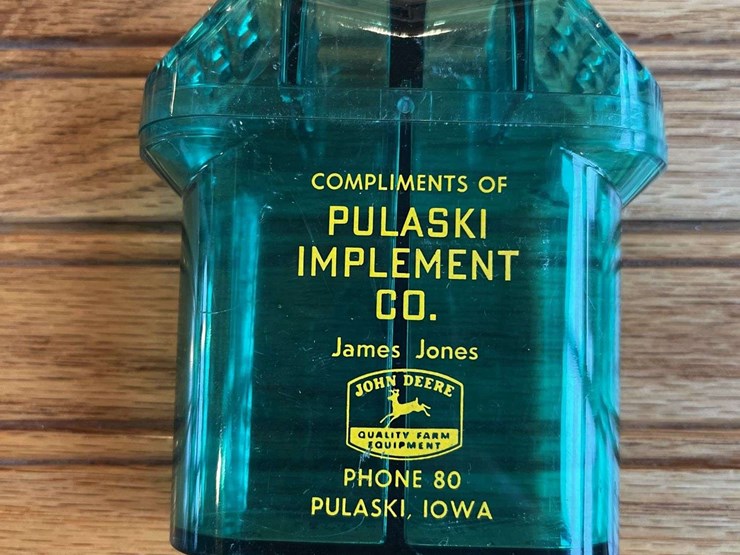 COMPLIMENTS OF
PULASKI
IMPLEMENT
CO.
James Jones
JOHN DEERE
QUALITY FARM
EQUIPMENT
PHONE 80
PULASKI, IOWA